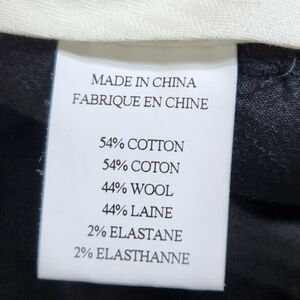 MADE IN CHINA
FABRIQUE EN CHINE
54% COTTON
54% COTON
44% WOOL
44% LAINE
2% ELASTANE
2% ELASTHANNE